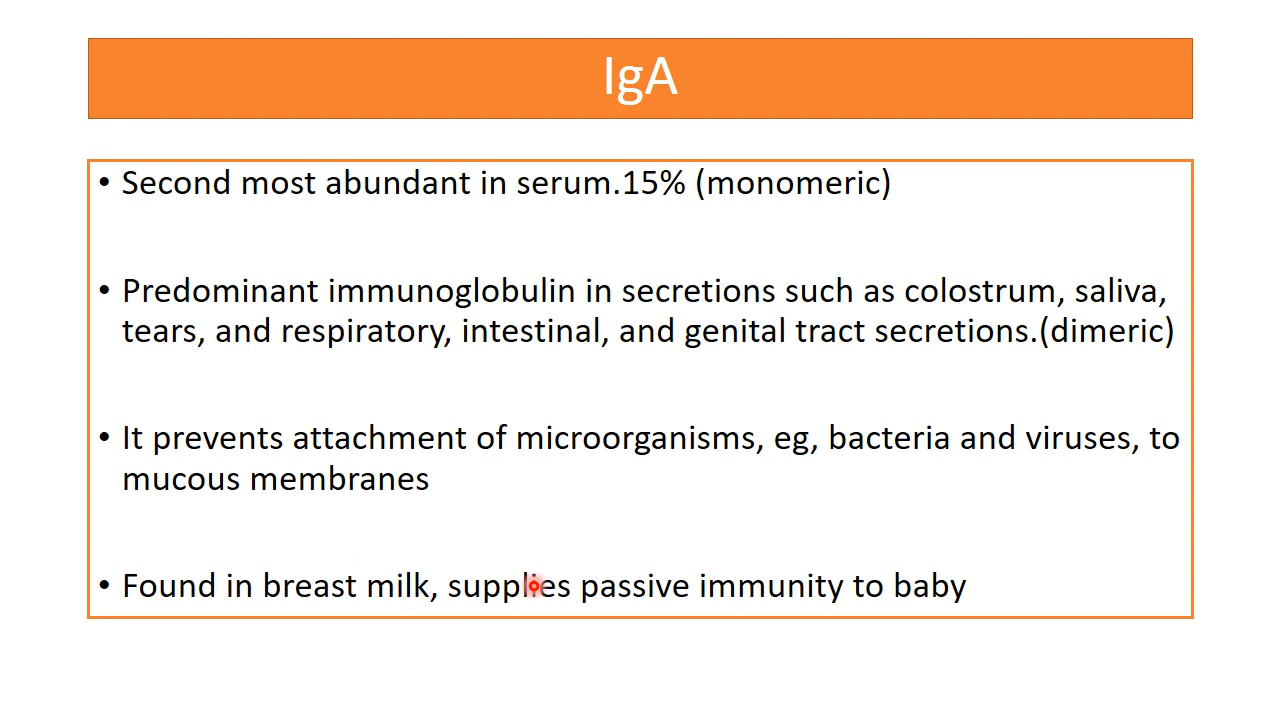 IgA
• Second most abundant in serum.15% (monomeric)
• Predominant immunoglobulin in secretions such as colostrum, saliva,
tears, and respiratory, intestinal, and genital tract secretions.(dimeric)
• It prevents attachment of microorganisms, eg, bacteria and viruses, to
mucous membranes
• Found in breast milk, supplies passive immunity to baby